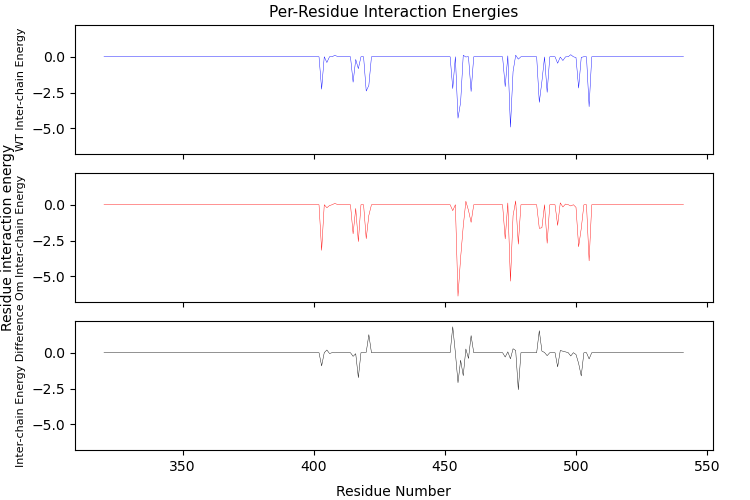 Per-Residue Interaction Energies
Residue interaction energy
WT Inter-chain Energy
0.0
−2.5
−5.0
Om Inter-chain Energy
0.0
−2.5
−5.0
Inter-chain Energy Difference
0.0
−2.5
−5.0
350 400 450 500 550
Residue Number